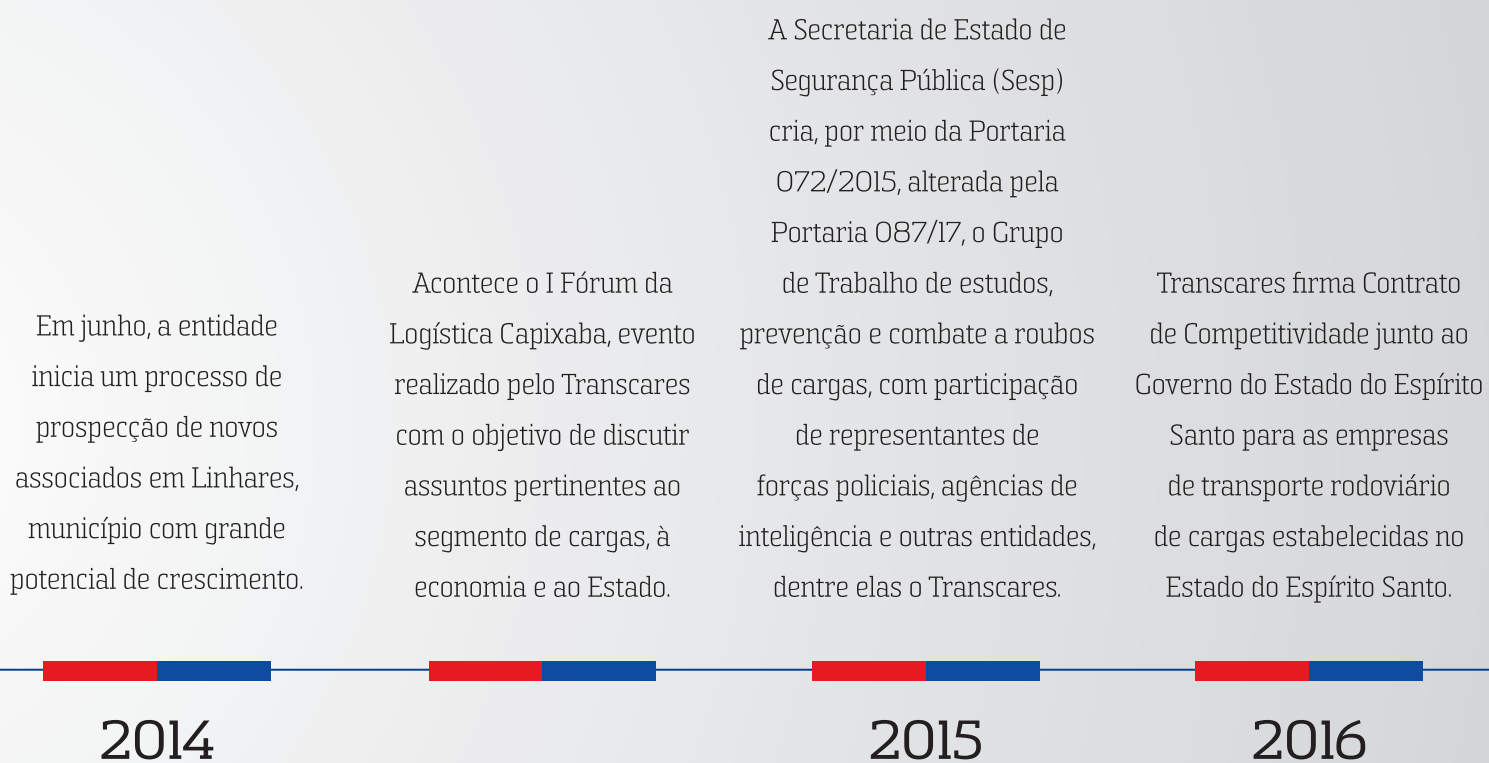 Em junho, a entidade
inicia um processo de
prospecção de novos
associados em Linhares,
município com grande
potencial de crescimento.
2014
Acontece o I Fórum da
Logística Capixaba, evento
realizado pelo Transcares
com o objetivo de discutir
assuntos pertinentes ao
segmento de cargas, à
economia e ao Estado.
A Secretaria de Estado de
Segurança Pública (Sesp)
cria, por meio da Portaria
072/2015, alterada pela
Portaria 087/17, o Grupo
de Trabalho de estudos,
prevenção e combate a roubos
de cargas, com participação
de representantes de
forças policiais, agências de
inteligência e outras entidades,
dentre elas o Transcares.
2015
Transcares firma Contrato
de Competitividade junto ao
Governo do Estado do Espírito
Santo para as empresas
de transporte rodoviário
de cargas estabelecidas no
Estado do Espírito Santo.
2016